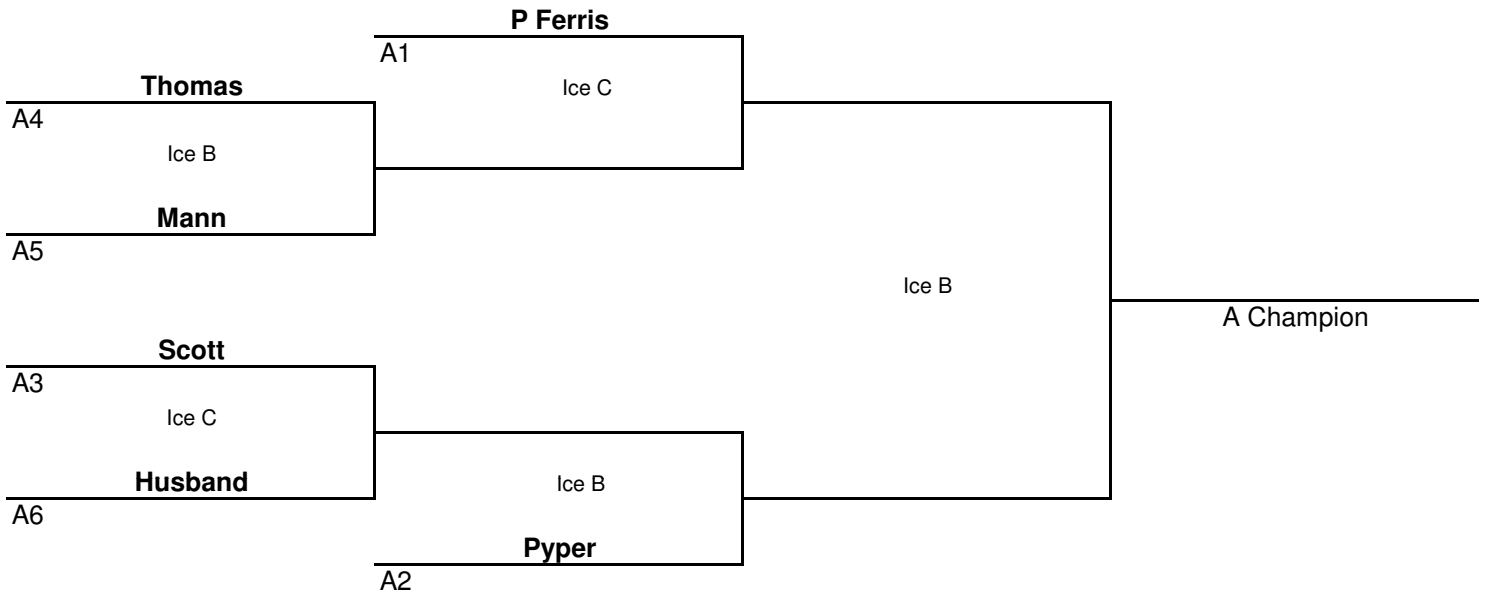 P Ferris
A1
Ice C
Thomas
A4
Ice B
Mann
A5
Ice B
A Champion
Scott
A3
Ice C
Husband
A6
Ice B
Pyper
A2